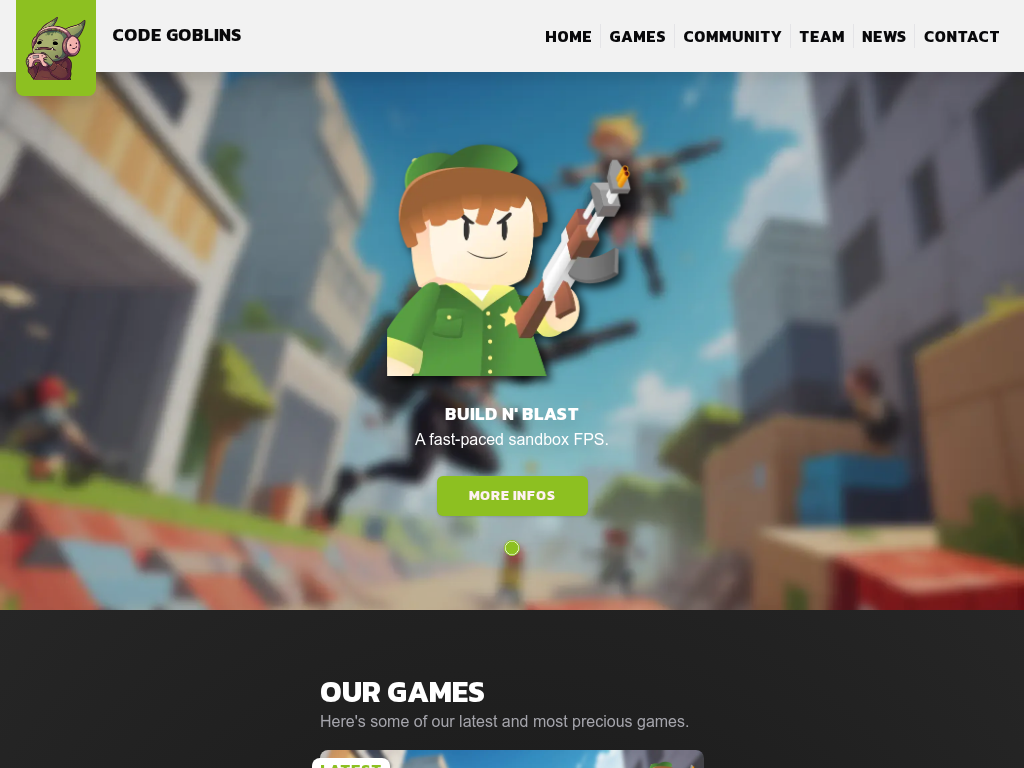 CODE GOBLINS
HOME
GAMES
COMMUNITY
TEAM
NEWS
CONTACT
BUILD N' BLAST
A fast-paced sandbox FPS.
MORE INFOS
OUR GAMES
Here's some of our latest and most precious games.
LATEST